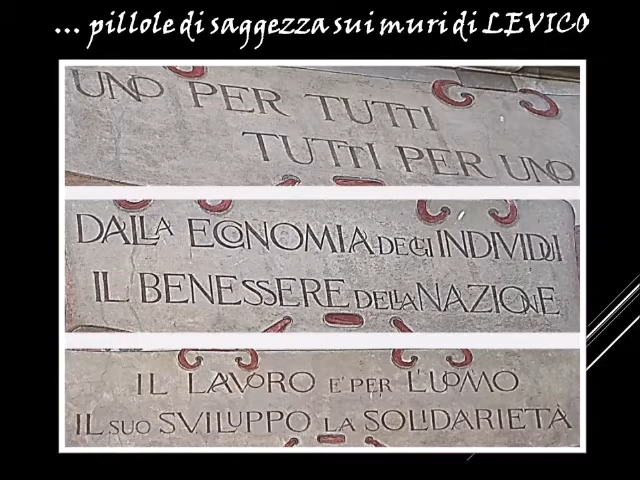 ... pillole di saggezza sui muri di LEVICO
UNO PER TUTTI
TUTTI PER UNO
DALLA ECONOMIA DEGLI INDIVIDUI
IL BENESSERE DELLA NAZIONE
IL LAVORO E' PER L'UOMO
IL SUO SVILUPPO LA SOLIDARIETÀ